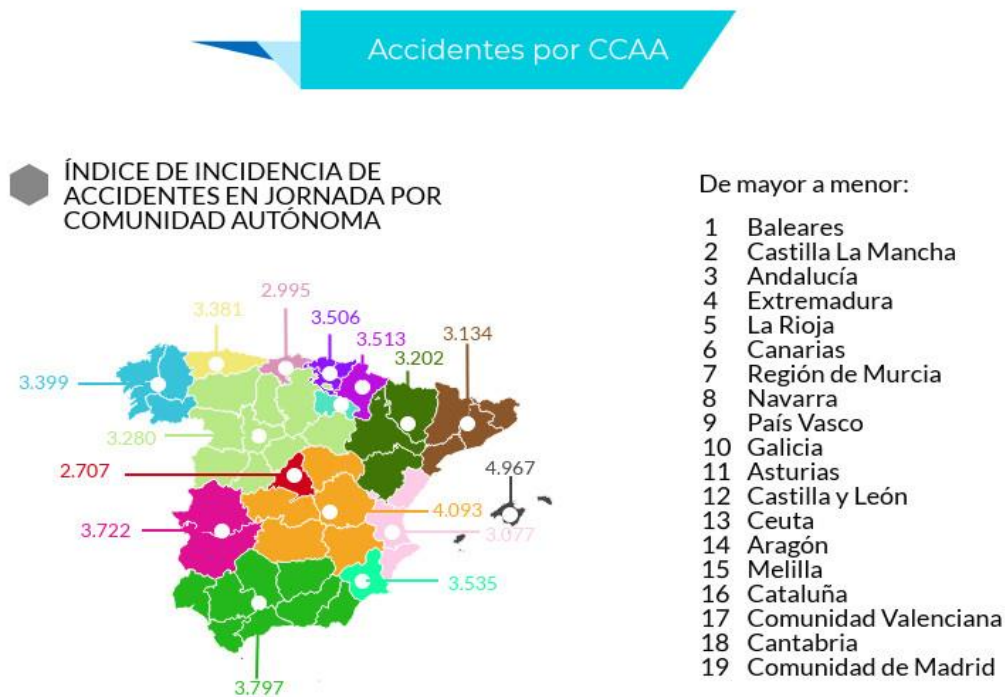 Accidentes por CCAA
ÍNDICE DE INCIDENCIA DE
ACCIDENTES EN JORNADA POR
COMUNIDAD AUTÓNOMA
3.381
2.995
3.506
3.513
3.202
3.134
3.399
3.280
2.707
4.967
3.722
4.093
3.077
3.535
3.797
De mayor a menor:
1 Baleares
2 Castilla La Mancha
3 Andalucía
4 Extremadura
5 La Rioja
6 Canarias
7 Región de Murcia
8 Navarra
9 País Vasco
10 Galicia
11 Asturias
12 Castilla y León
13 Ceuta
14 Aragón
15 Melilla
16 Cataluña
17 Comunidad Valenciana
18 Cantabria
19 Comunidad de Madrid